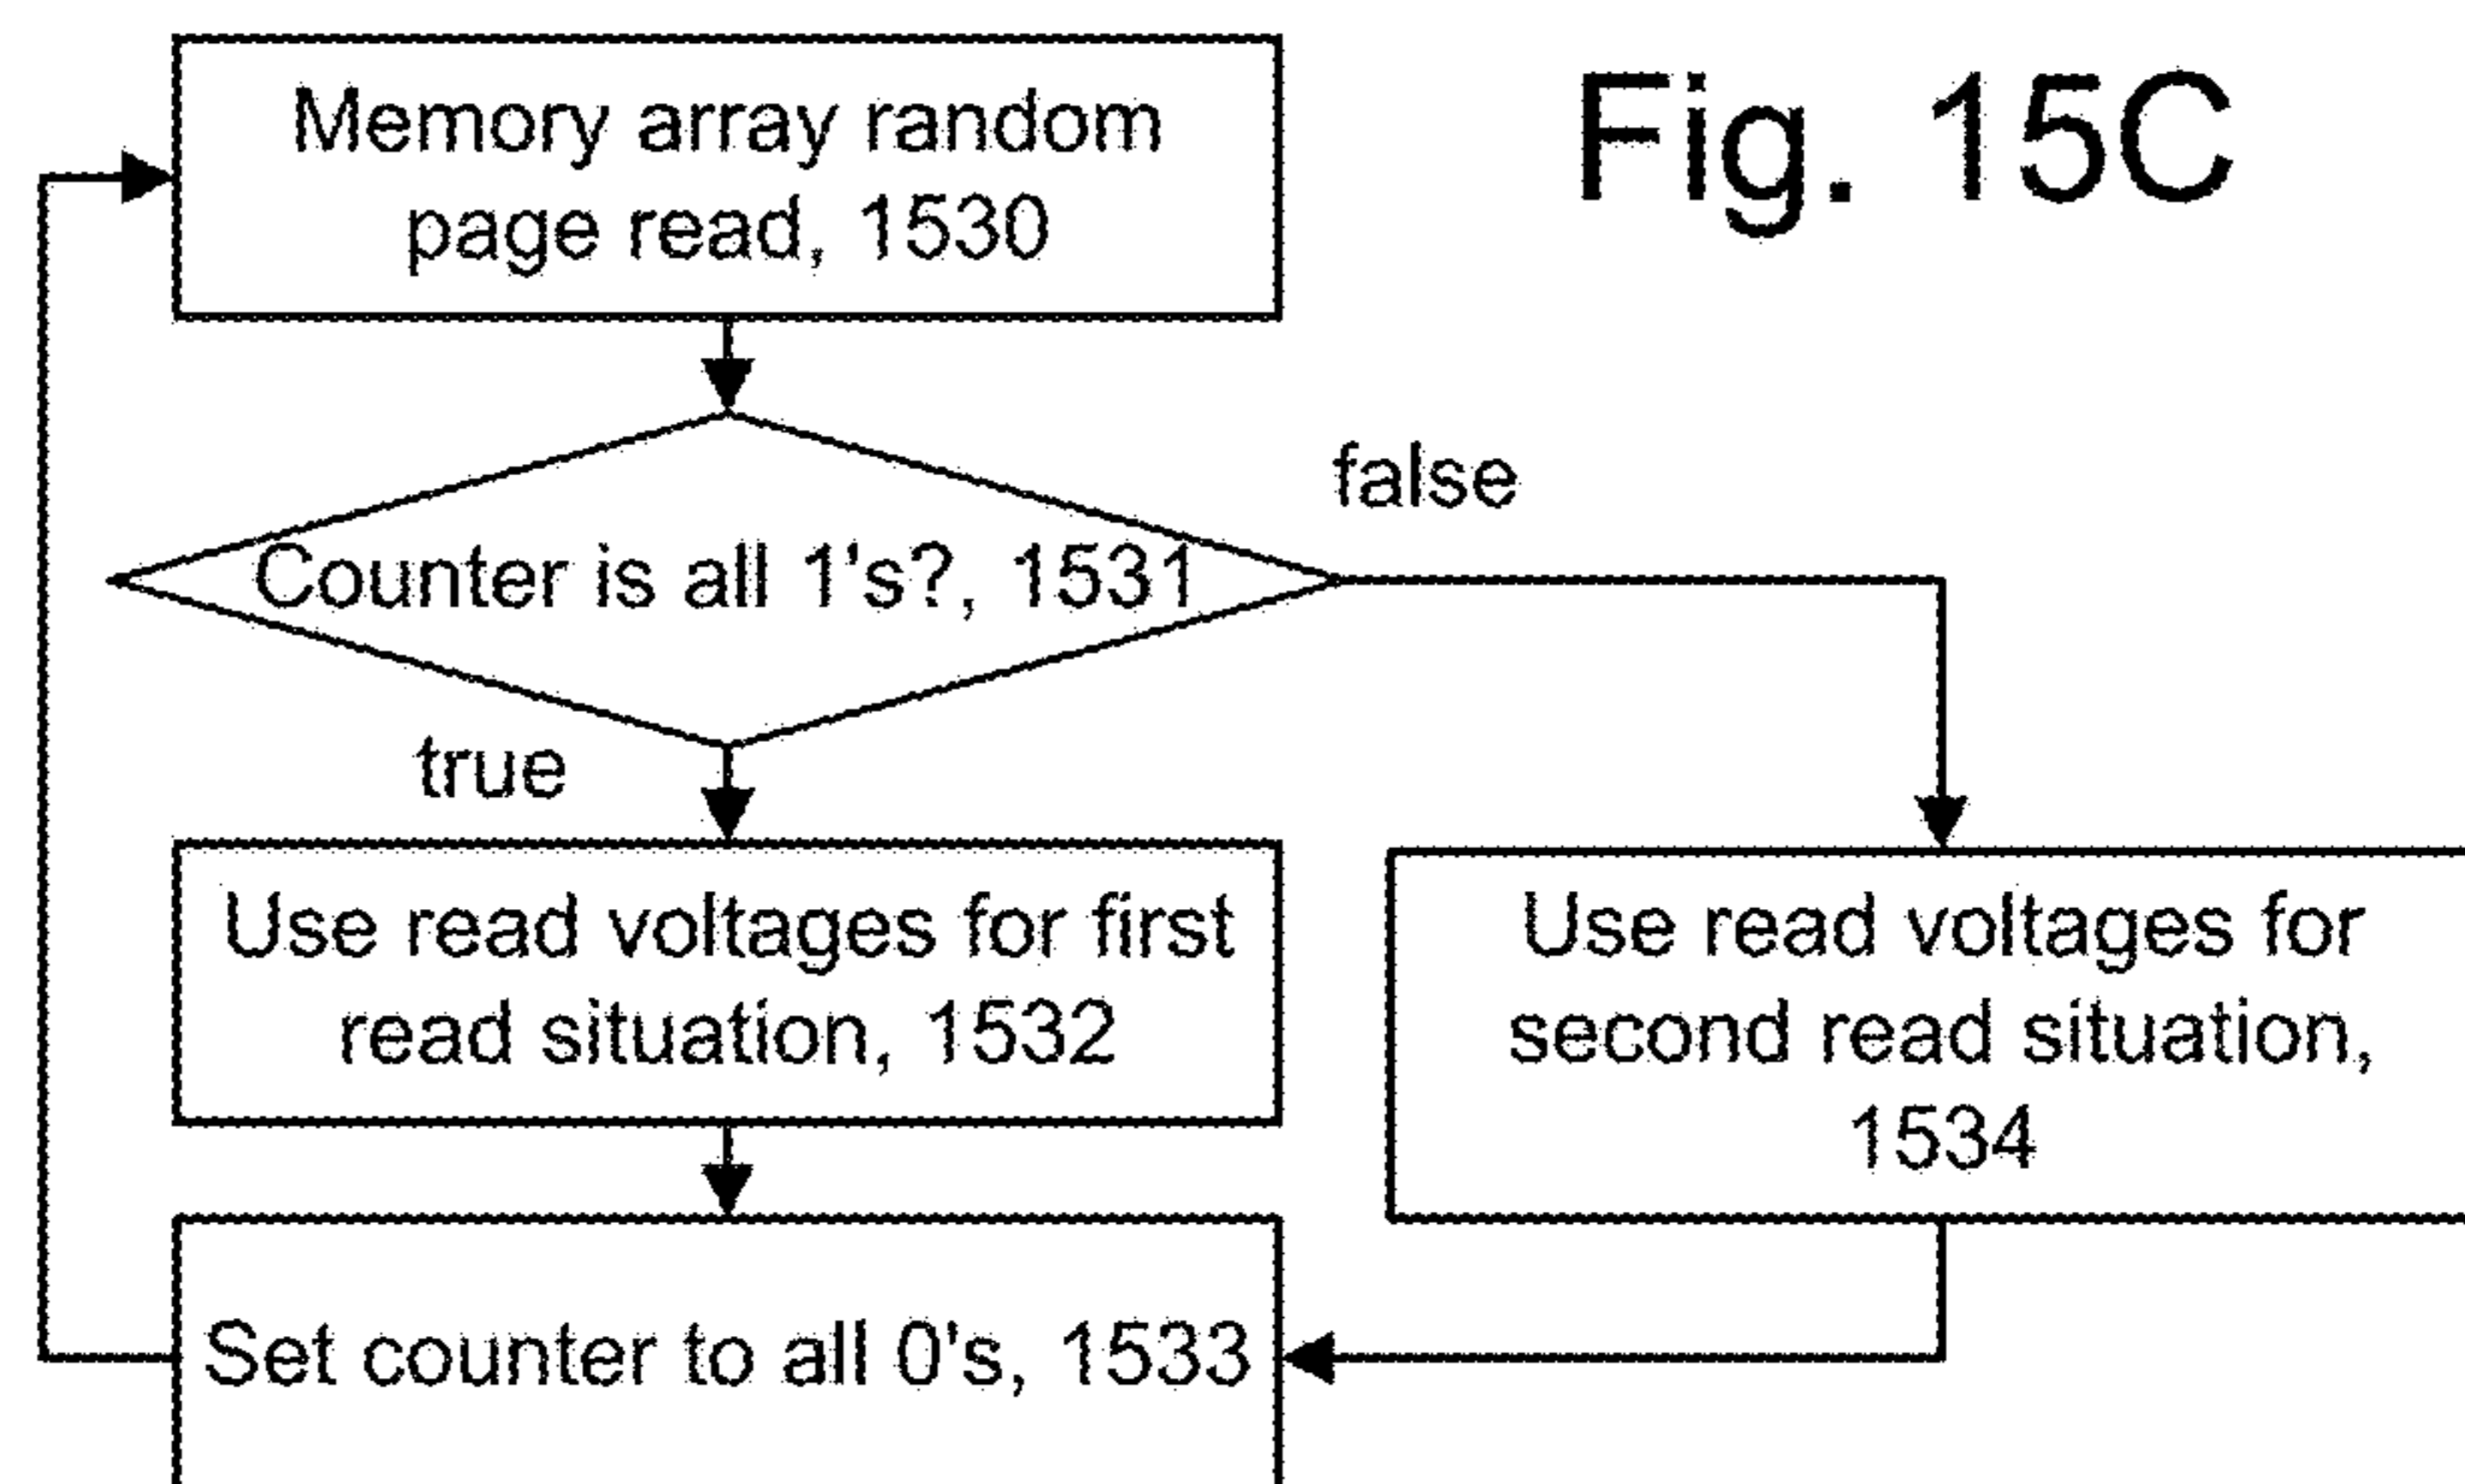 Fig. 15C
Memory array random
page read, 1530
Counter is all 1's?, 1531
false
true
Use read voltages for first
read situation, 1532
Use read voltages for
second read situation,
1534
Set counter to all 0's, 1533